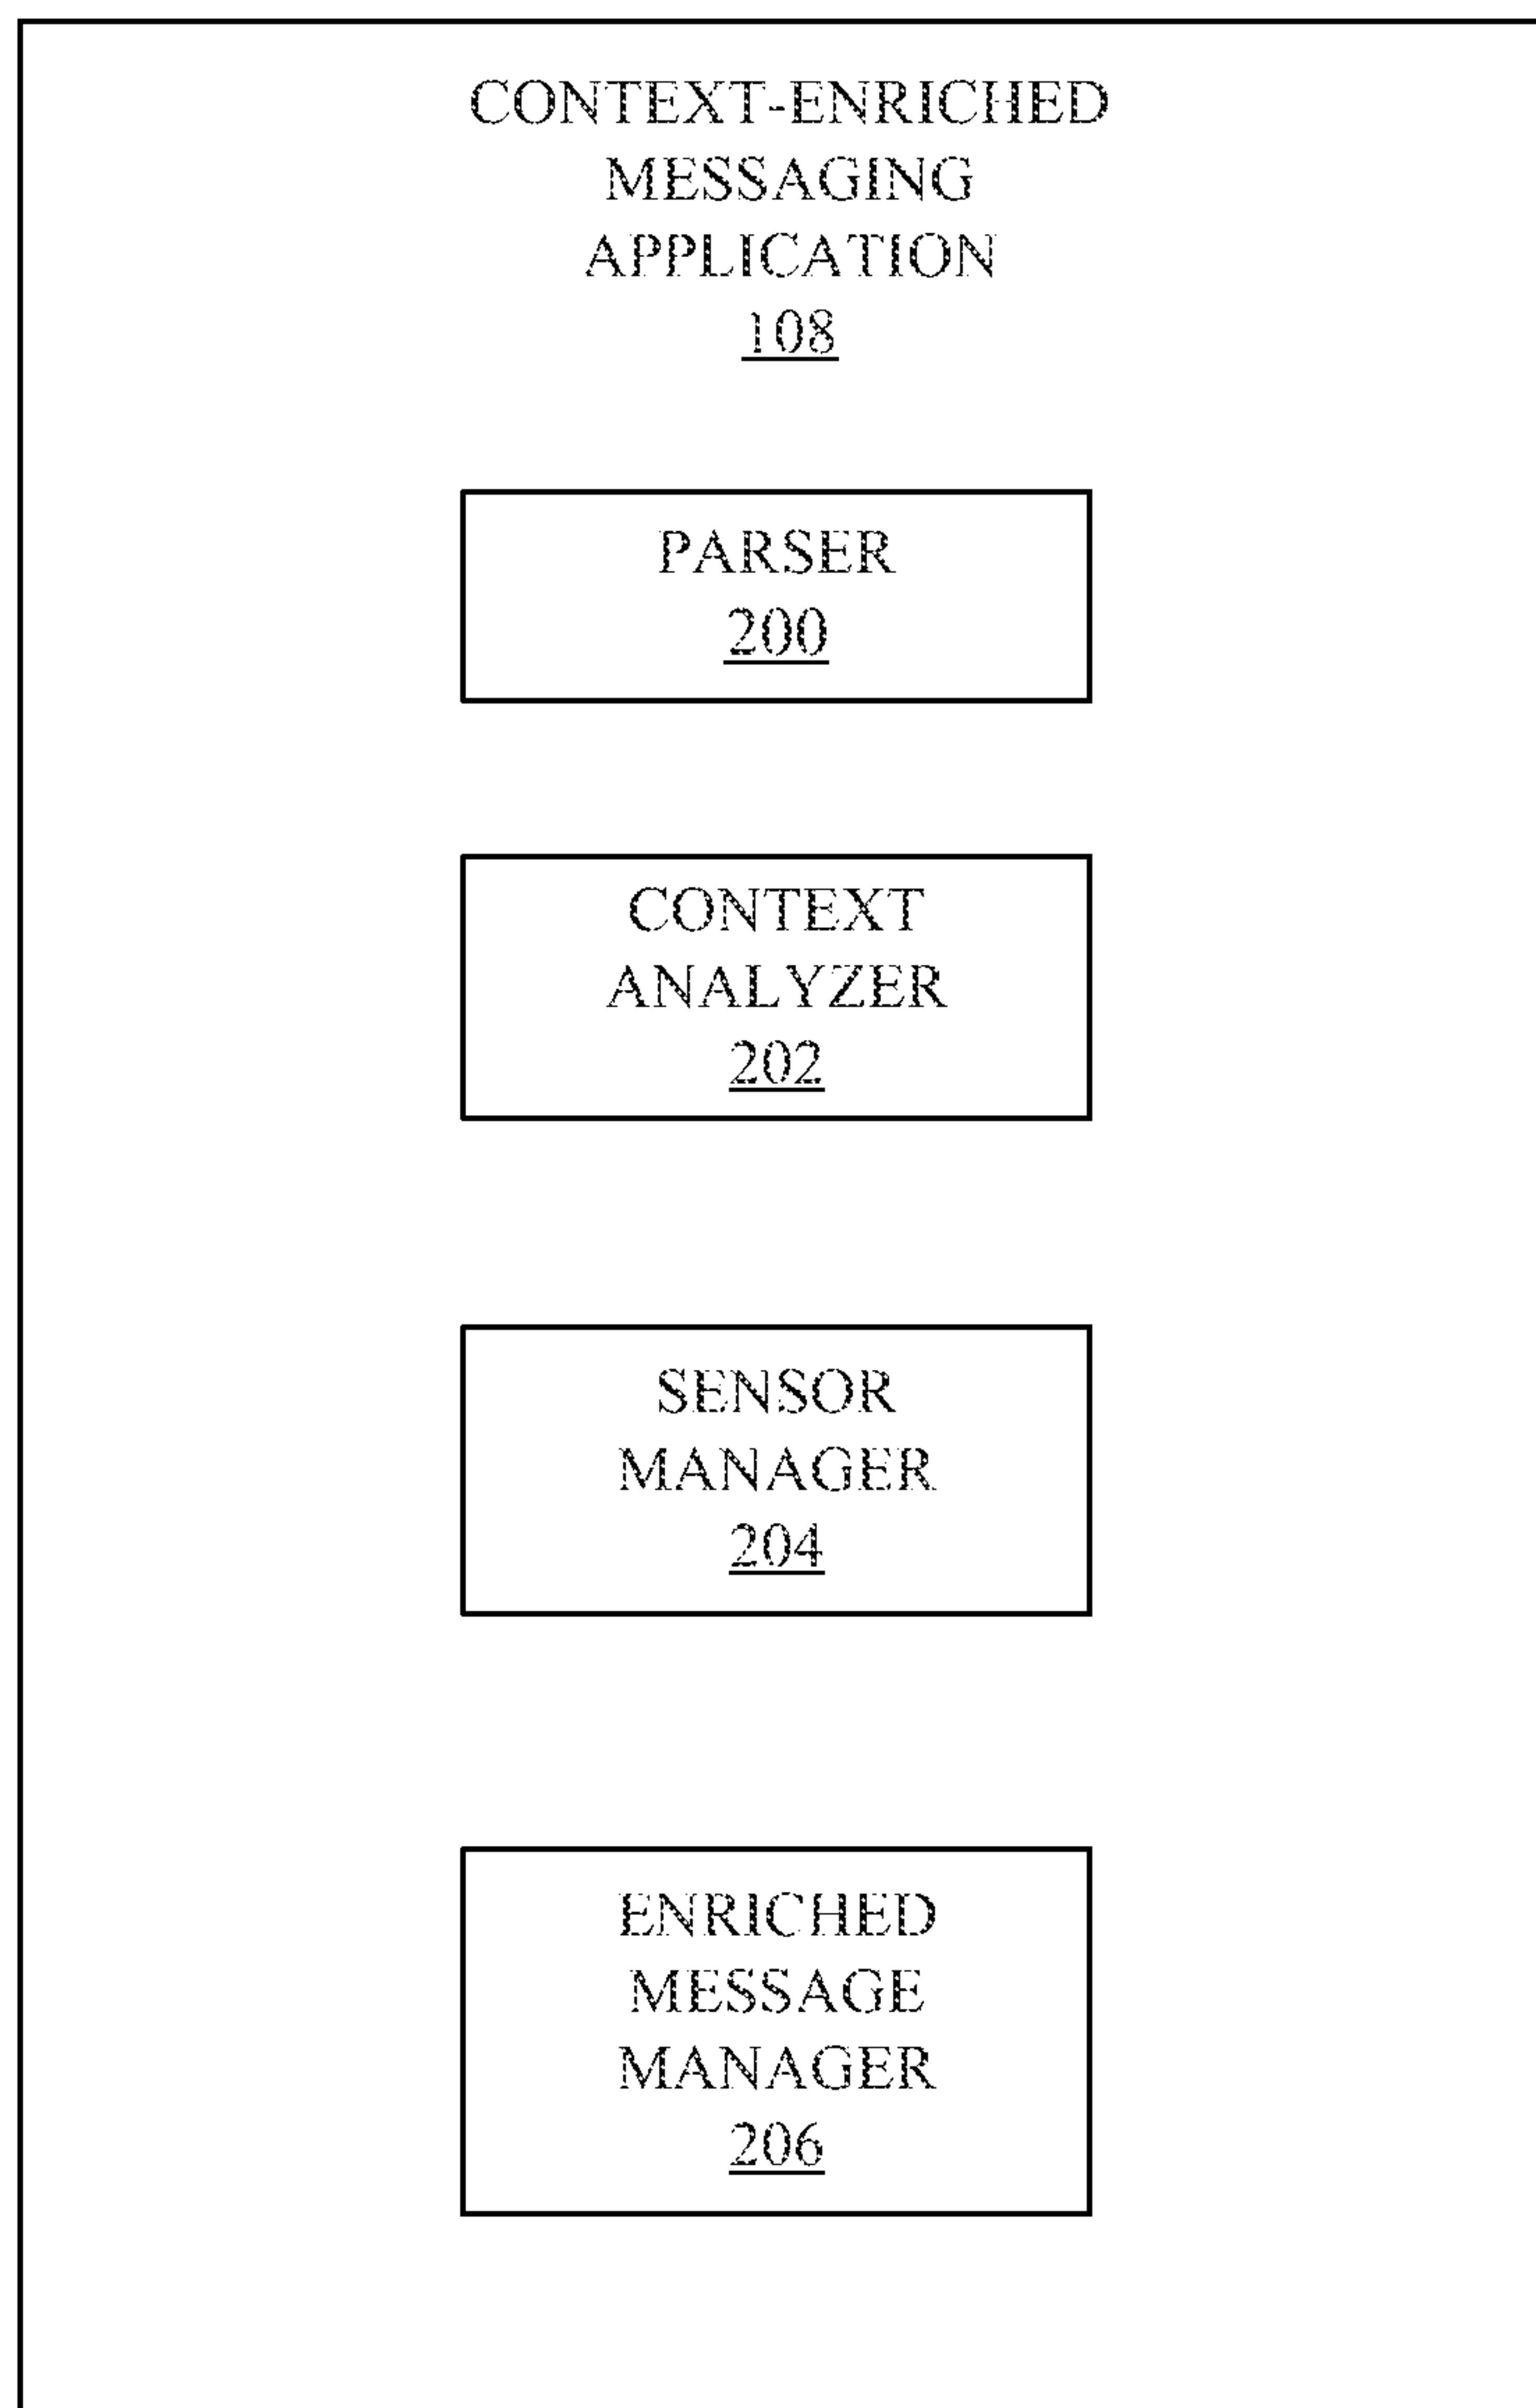 CONTEXT-ENRICHED
MESSAGING
APPLICATION
108
PARSER
200
CONTEXT
ANALYZER
202
SENSOR
MANAGER
204
ENRICHED
MESSAGE
MANAGER
206